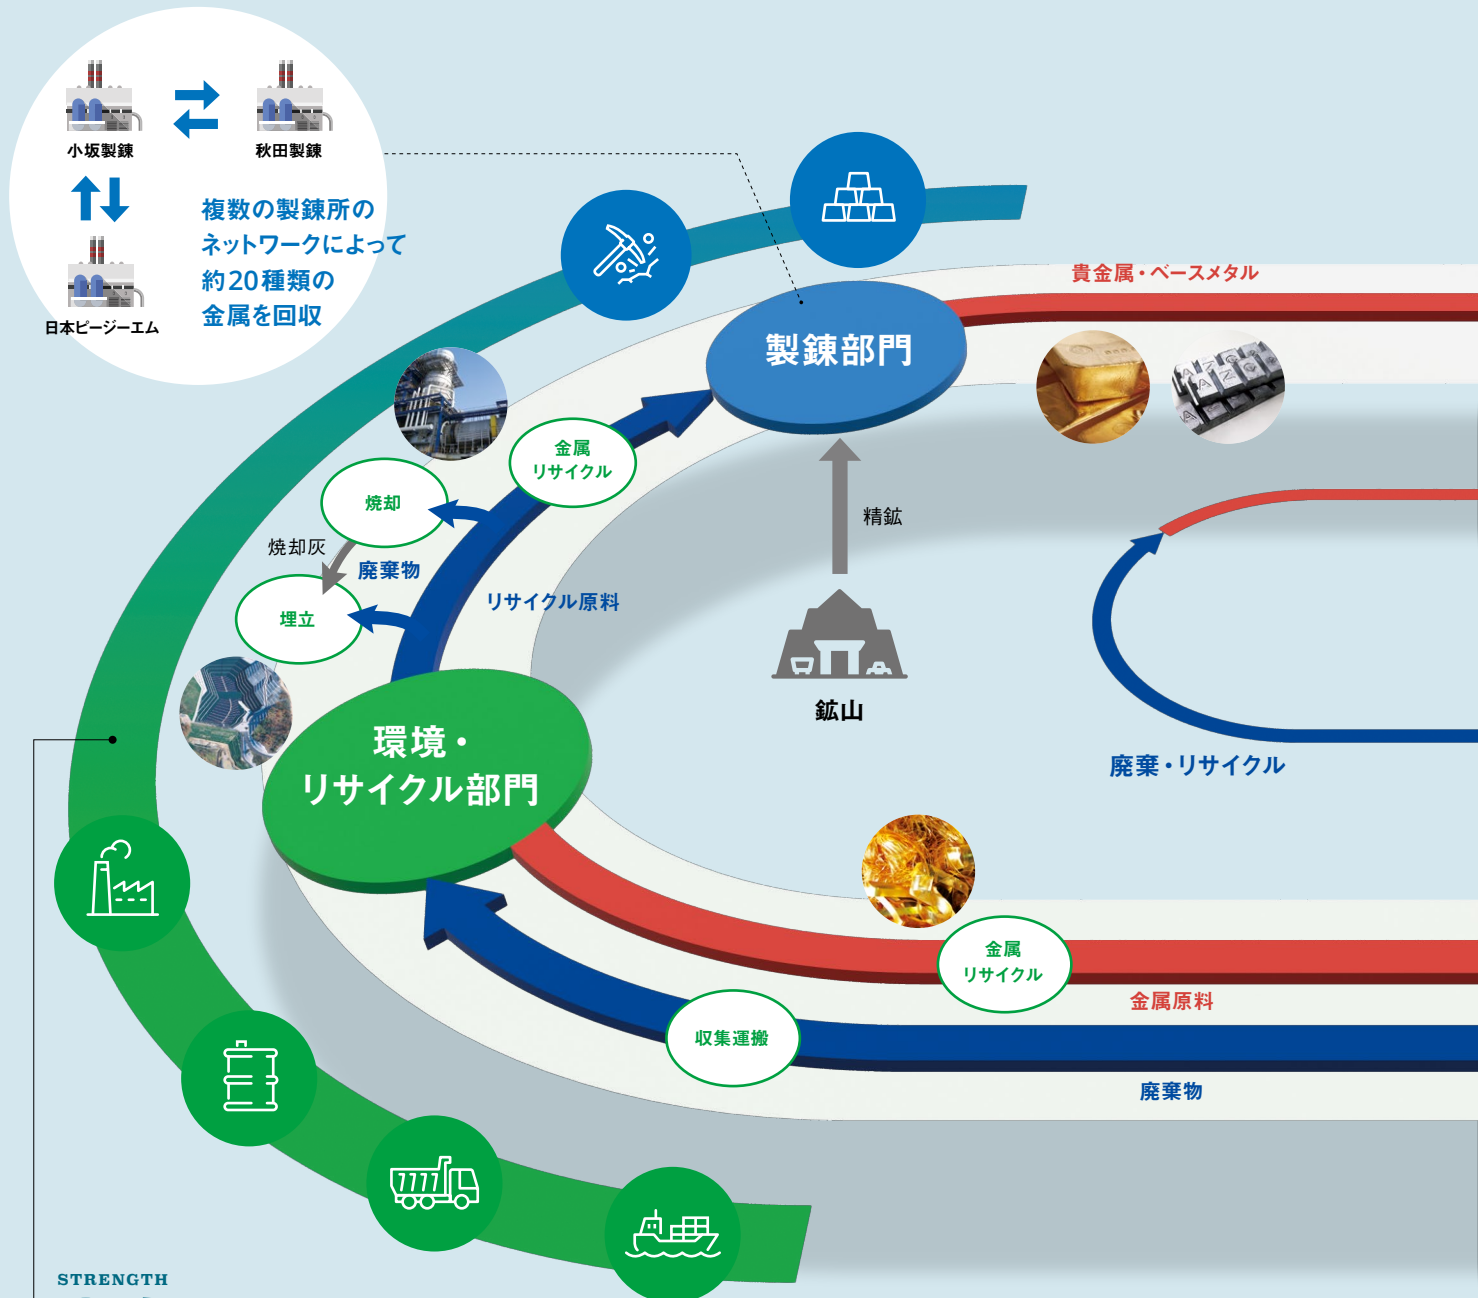 小坂製錬
秋田製錬
日本ピージーエム
複数の製錬所の
ネットワークによって
約20種類の
金属を回収
貴金属・ベースメタル
製錬部門
金属
リサイクル
焼却
焼却灰
廃棄物
埋立
リサイクル原料
精鉱
鉱山
環境・
リサイクル部門
廃棄・リサイクル
金属
リサイクル
金属原料
収集運搬
廃棄物
STRENGTH